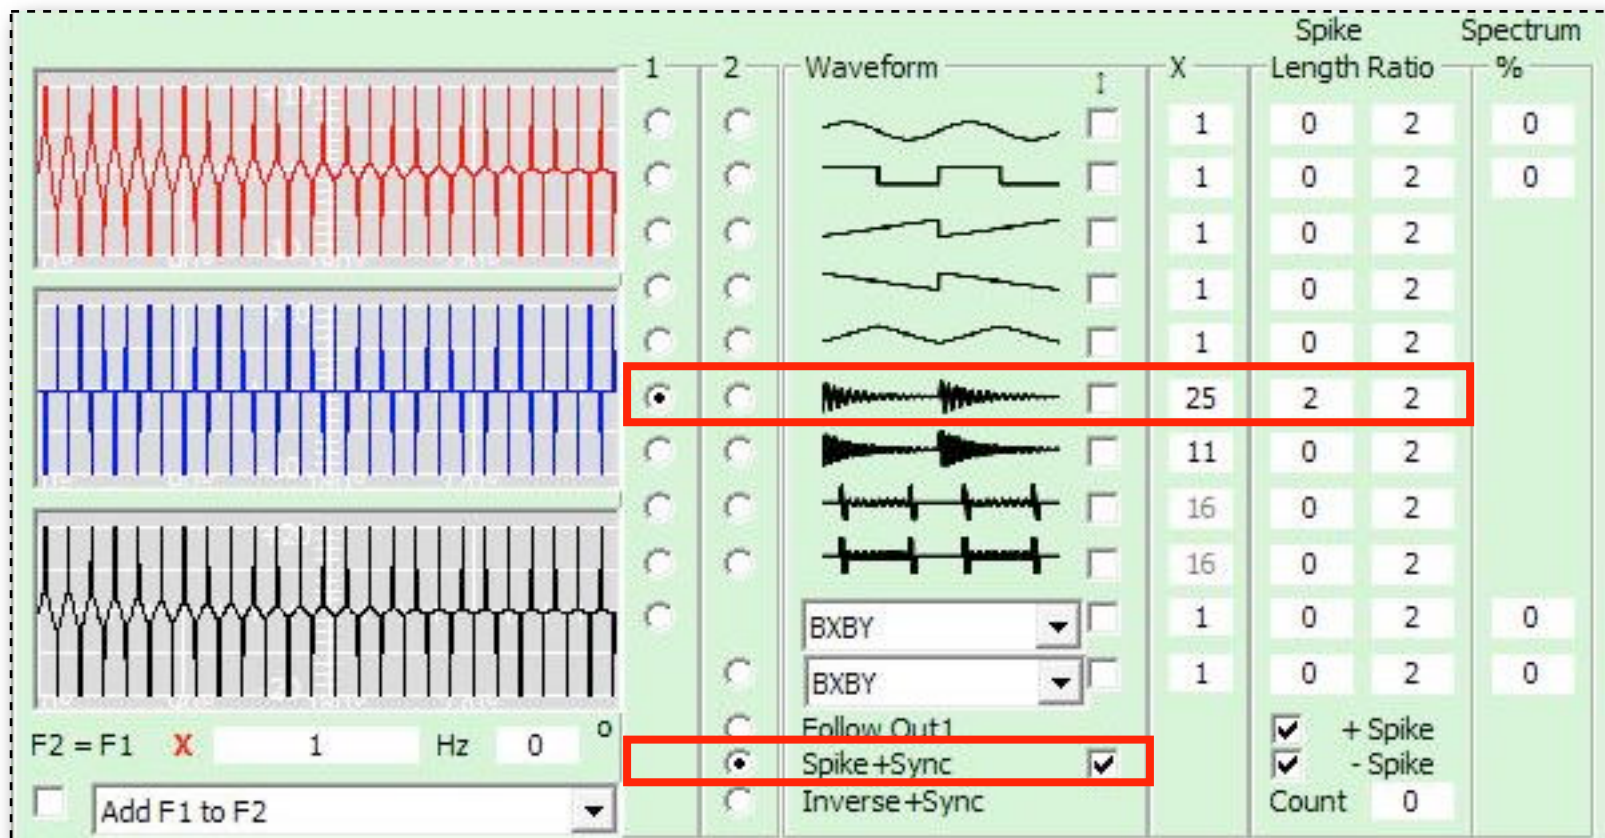 Spike Spectrum
1 2 Waveform ↕ X Length Ratio %
1 0 2 0
1 0 2 0
1 0 2
1 0 2
1 0 2
25 2 2
11 0 2
16 0 2
16 0 2
BXBY 1 0 2 0
BXBY 1 0 2 0
Follow Out1 + Spike
F2 = F1 X 1 Hz 0 o
Spike+Sync - Spike
Add F1 to F2
Inverse+Sync Count 0